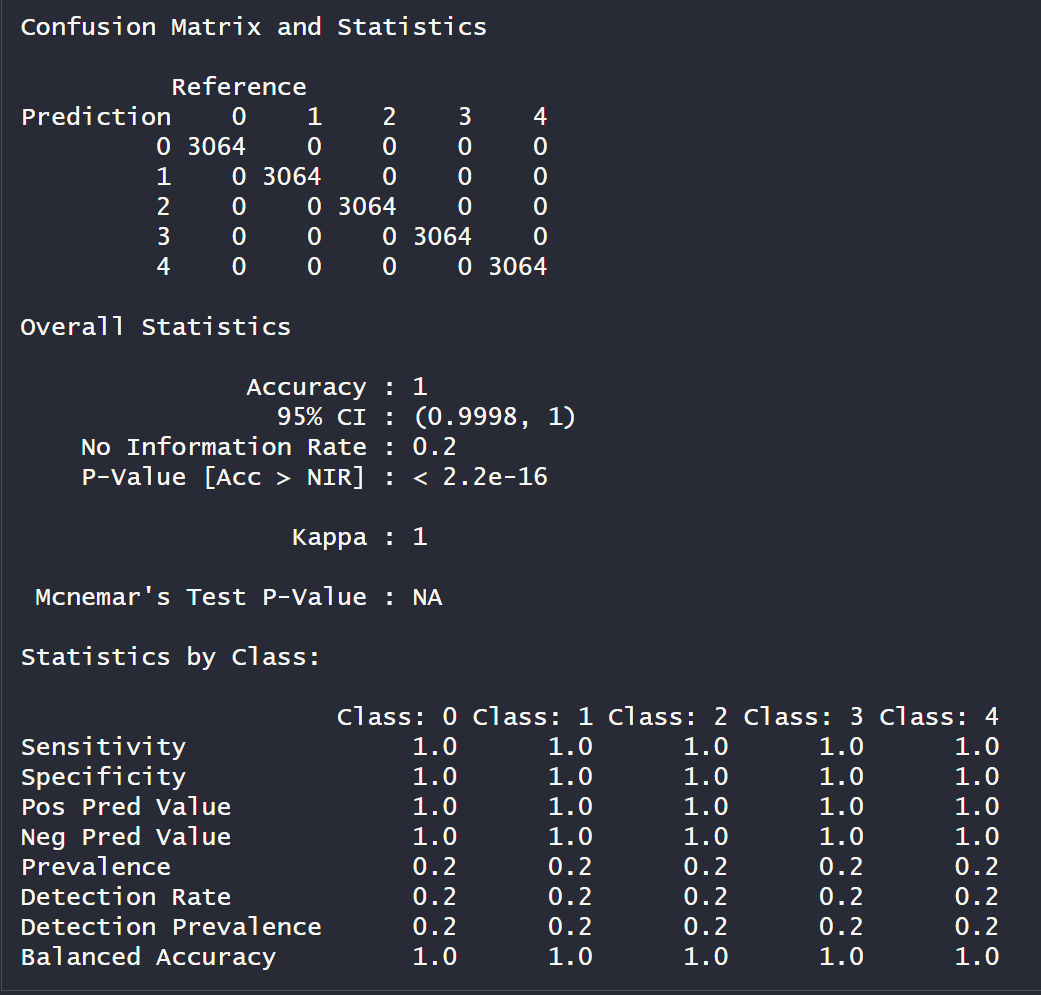 Confusion Matrix and Statistics
Reference
Prediction 0 1 2 3 4
0 3064 0 0 0 0
1 0 3064 0 0 0
2 0 0 3064 0 0
3 0 0 0 3064 0
4 0 0 0 0 3064
Overall Statistics
Accuracy : 1
95% CI : (0.9998, 1)
No Information Rate : 0.2
P-Value [Acc > NIR] : < 2.2e-16
Kappa : 1
Mcnemar's Test P-Value : NA
Statistics by Class:
Class: 0 Class: 1 Class: 2 Class: 3 Class: 4
Sensitivity 1.0 1.0 1.0 1.0 1.0
Specificity 1.0 1.0 1.0 1.0 1.0
Pos Pred Value 1.0 1.0 1.0 1.0 1.0
Neg Pred Value 1.0 1.0 1.0 1.0 1.0
Prevalence 0.2 0.2 0.2 0.2 0.2
Detection Rate 0.2 0.2 0.2 0.2 0.2
Detection Prevalence 0.2 0.2 0.2 0.2 0.2
Balanced Accuracy 1.0 1.0 1.0 1.0 1.0